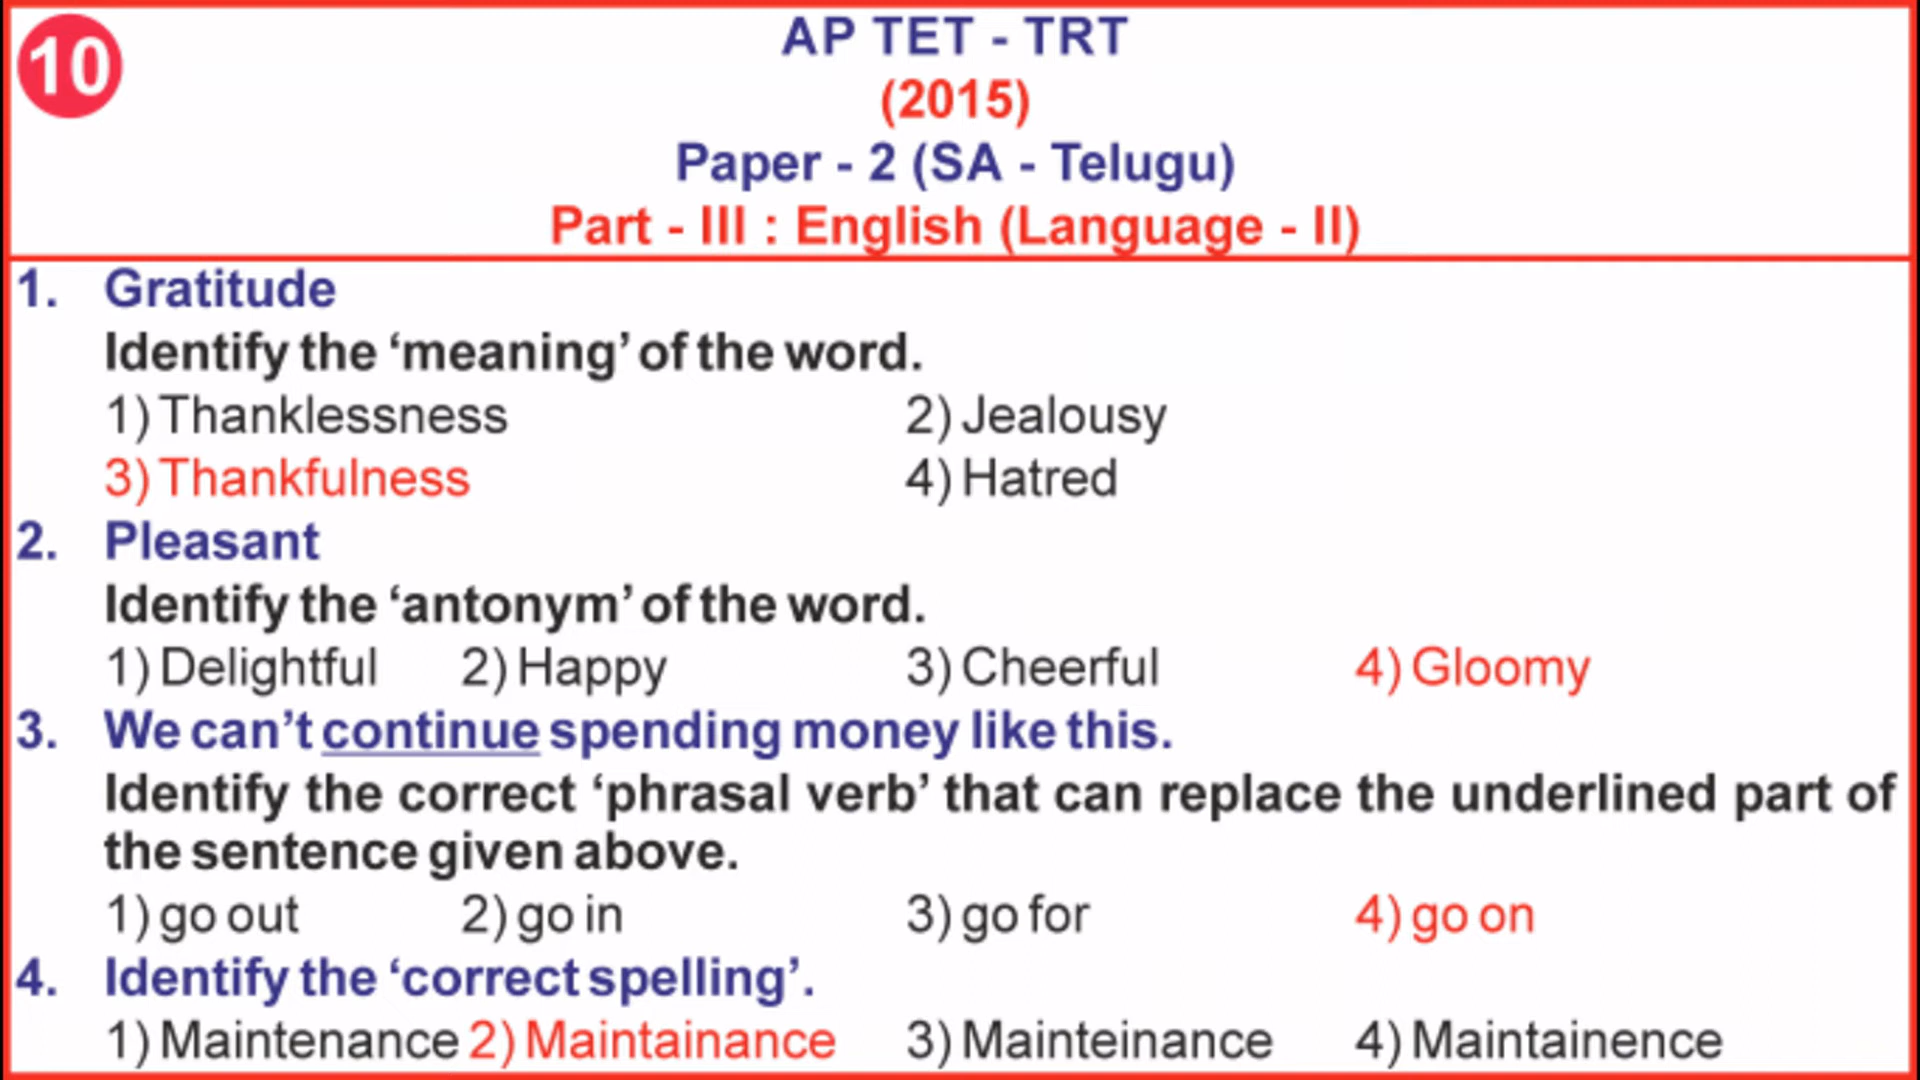 10
AP TET - TRT
(2015)
Paper - 2 (SA - Telugu)
Part - III : English (Language - II)
1. Gratitude
Identify the ‘meaning’ of the word.
1) Thanklessness 2) Jealousy
3) Thankfulness 4) Hatred
2. Pleasant
Identify the ‘antonym’ of the word.
1) Delightful 2) Happy 3) Cheerful 4) Gloomy
3. We can’t continue spending money like this.
Identify the correct ‘phrasal verb’ that can replace the underlined part of
the sentence given above.
1) go out 2) go in 3) go for 4) go on
4. Identify the ‘correct spelling’.
1) Maintenance 2) Maintainance 3) Mainteinance 4) Maintainence